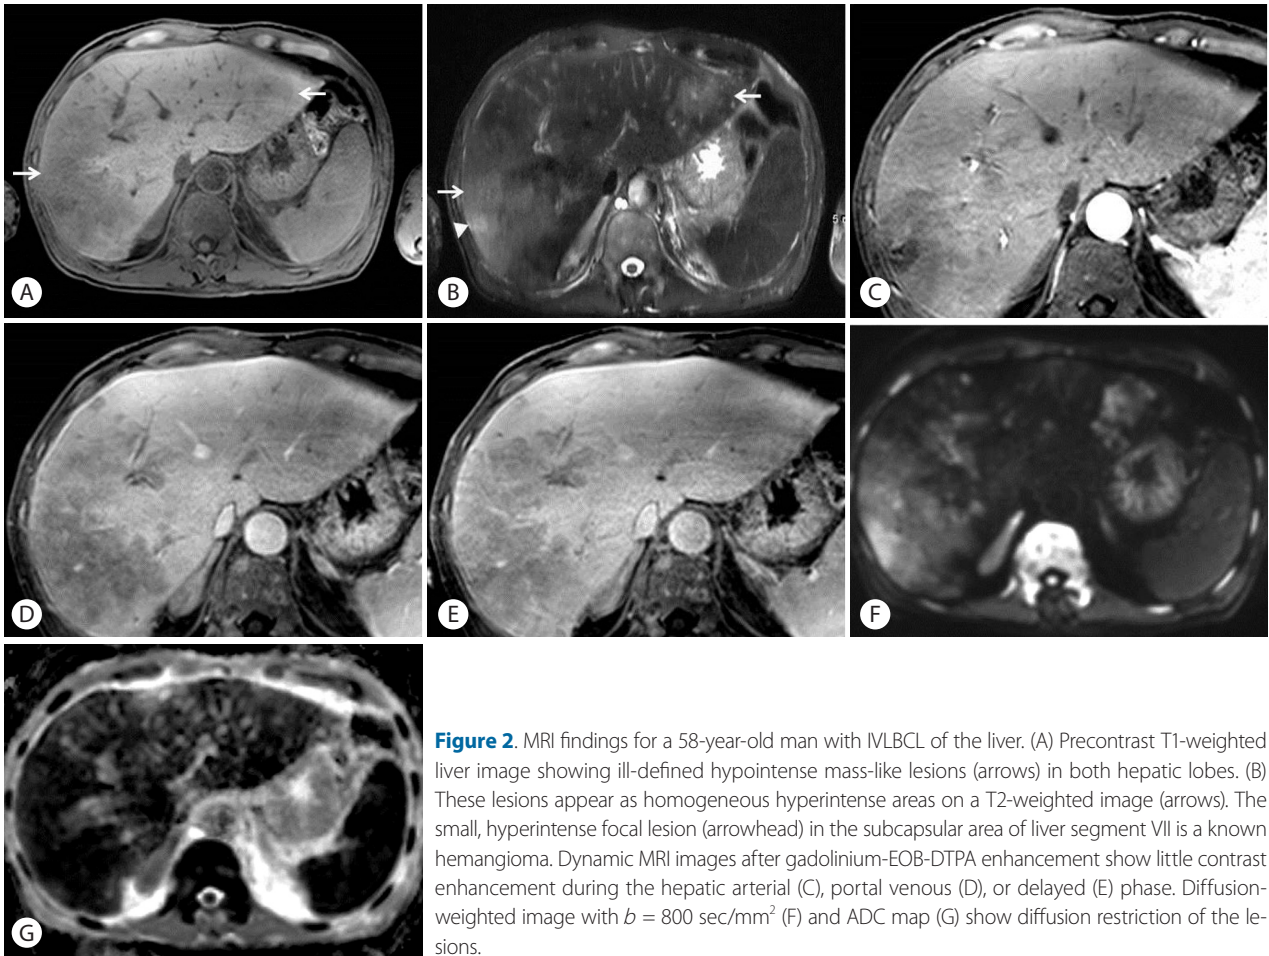 A
B
5
C
D
E
F
G
Figure 2. MRI findings for a 58-year-old man with IVLBCL of the liver. (A) Precontrast T1-weighted
liver image showing ill-defined hypointense mass-like lesions (arrows) in both hepatic lobes. (B)
These lesions appear as homogeneous hyperintense areas on a T2-weighted image (arrows). The
small, hyperintense focal lesion (arrowhead) in the subcapsular area of liver segment VII is a known
hemangioma. Dynamic MRI images after gadolinium-EOB-DTPA enhancement show little contrast
enhancement during the hepatic arterial (C), portal venous (D), or delayed (E) phase. Diffusion-
weighted image with b = 800 sec/mm² (F) and ADC map (G) show diffusion restriction of the le-
sions.